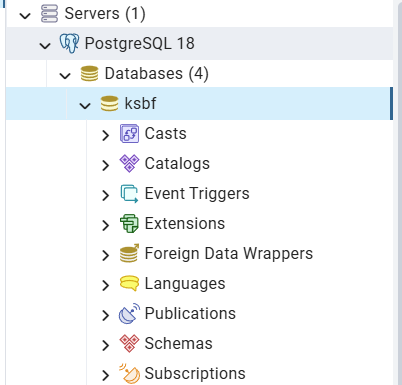 Servers (1)
PostgreSQL 18
Databases (4)
ksbf
Casts
Catalogs
Event Triggers
Extensions
Foreign Data Wrappers
Languages
Publications
Schemas
Subscriptions